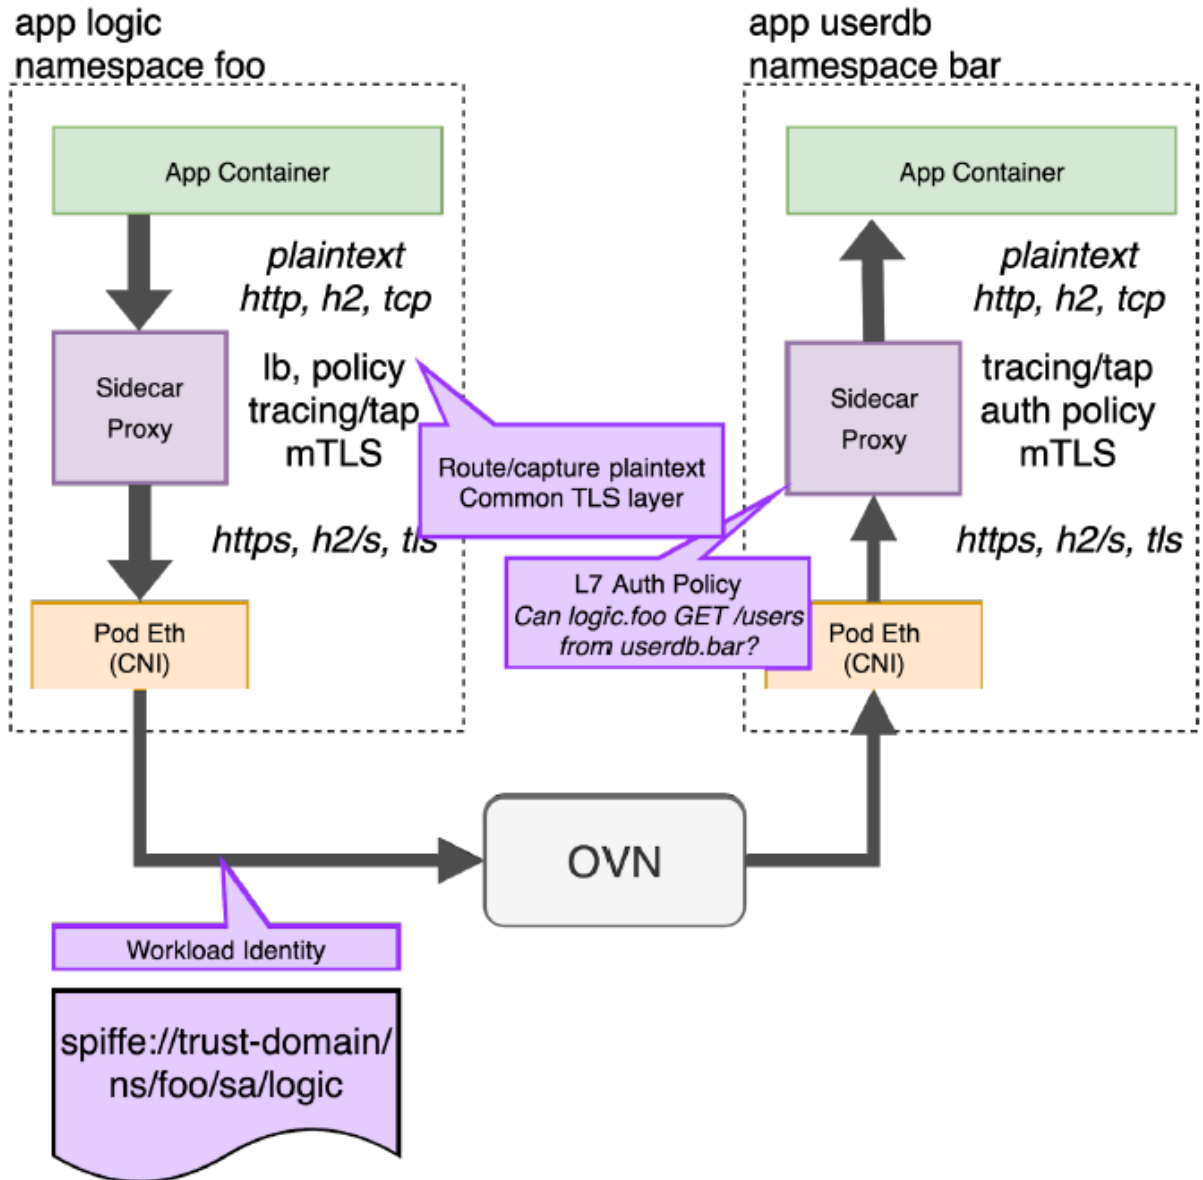 app logic
namespace foo
App Container
plaintext
http, h2, tcp
Sidecar
Proxy
lb, policy
tracing/tap
mTLS
https, h2/s, tls
Pod Eth
(CNI)
Route/capture plaintext
Common TLS layer
L7 Auth Policy
Can logic.foo GET /users
from userdb.bar?
app userdb
namespace bar
App Container
plaintext
http, h2, tcp
Sidecar
Proxy
tracing/tap
auth policy
mTLS
https, h2/s, tls
Pod Eth
(CNI)
OVN
Workload Identity
spiffe://trust-domain/
ns/foo/sa/logic